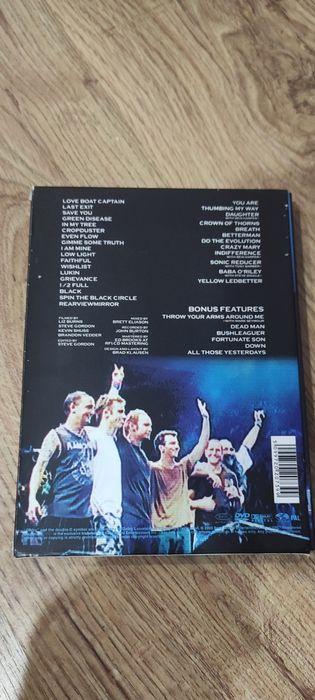 LOVE BOAT CAPTAIN
LAST EXIT
SAVE YOU
GREEN DISEASE
IN MY TREE
CROPDUSTER
EVEN FLOW
GIMME SOME TRUTH
I AM MINE
LOW LIGHT
FAITHFUL
WISHLIST
LUKIN
GRIEVANCE
1/2 FULL
BLACK
SPIN THE BLACK CIRCLE
REARVIEWMIRROR
YOU ARE
THUMBING MY WAY
DAUGHTER
CROWN OF THORNS
BREATH
BETTERMAN
DO THE EVOLUTION
CRAZY MARY
INDIFFERENCE
SONIC REDUCER
BABA O'RILEY
YELLOW LEDBETTER
BONUS FEATURES
THROW YOUR ARMS AROUND ME
WITH MARK SEYMOUR
DEAD MAN
BUSHLEAGUER
FORTUNATE SON
DOWN
ALL THOSE YESTERDAYS
FILMED BY
LIZ BURNS
STEVE GORDON
KEVIN SHUSS
BRANDON VEDDER
EDITED BY
STEVE GORDON
MIXED BY
BRETT ELIASON
RECORDED BY
JOHN BURTON
MASTERED BY
ED BROOKS AT
RFI:CD MASTERING
DESIGN AND LAYOUT BY
BRAD KLAUSEN
DVD
PAL